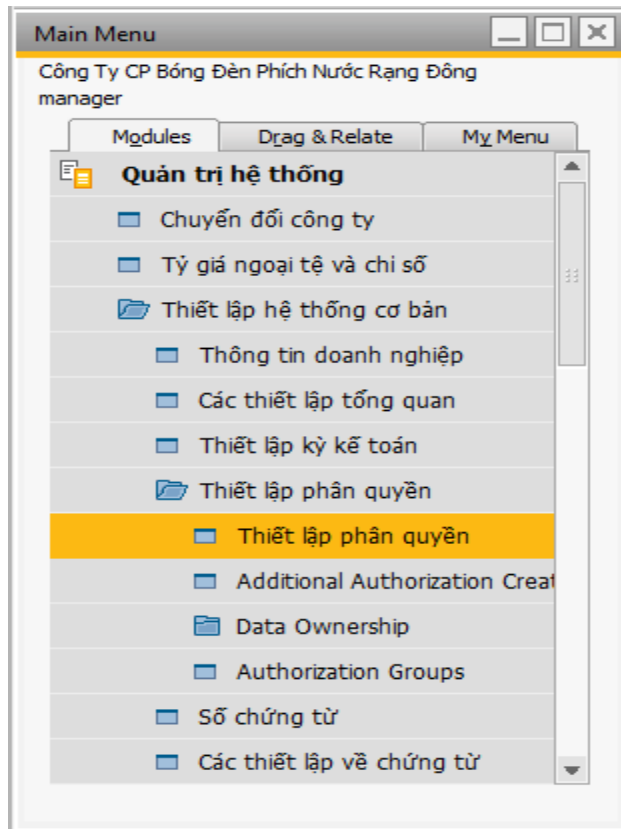 Main Menu
Công Ty CP Bóng Đèn Phích Nước Rạng Đông
manager
Modules Drag & Relate My Menu
Quản trị hệ thống
Chuyển đổi công ty
Tỷ giá ngoại tệ và chỉ số
Thiết lập hệ thống cơ bản
Thông tin doanh nghiệp
Các thiết lập tổng quan
Thiết lập kỳ kế toán
Thiết lập phân quyền
Thiết lập phân quyền
Additional Authorization Creat
Data Ownership
Authorization Groups
Số chứng từ
Các thiết lập về chứng từ